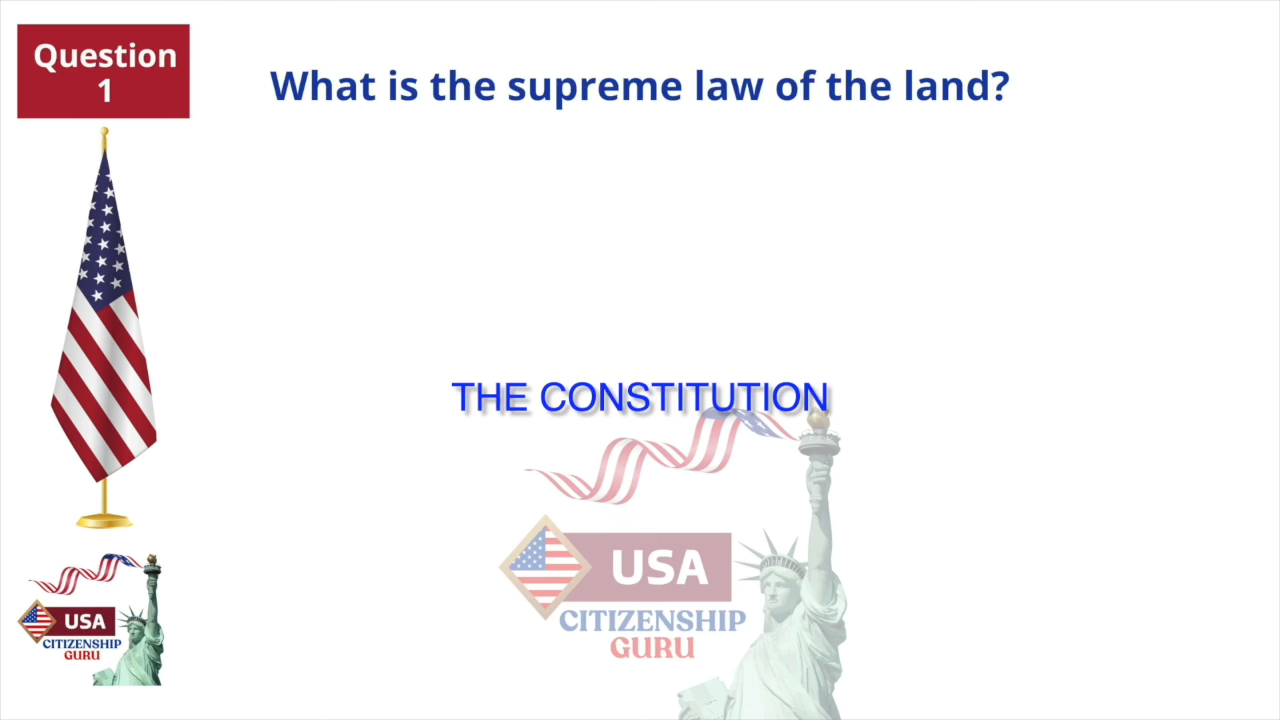 Question
1
What is the supreme law of the land?
THE CONSTITUTION
USA
CITIZENSHIP
GURU
USA
CITIZENSHIP
GURU